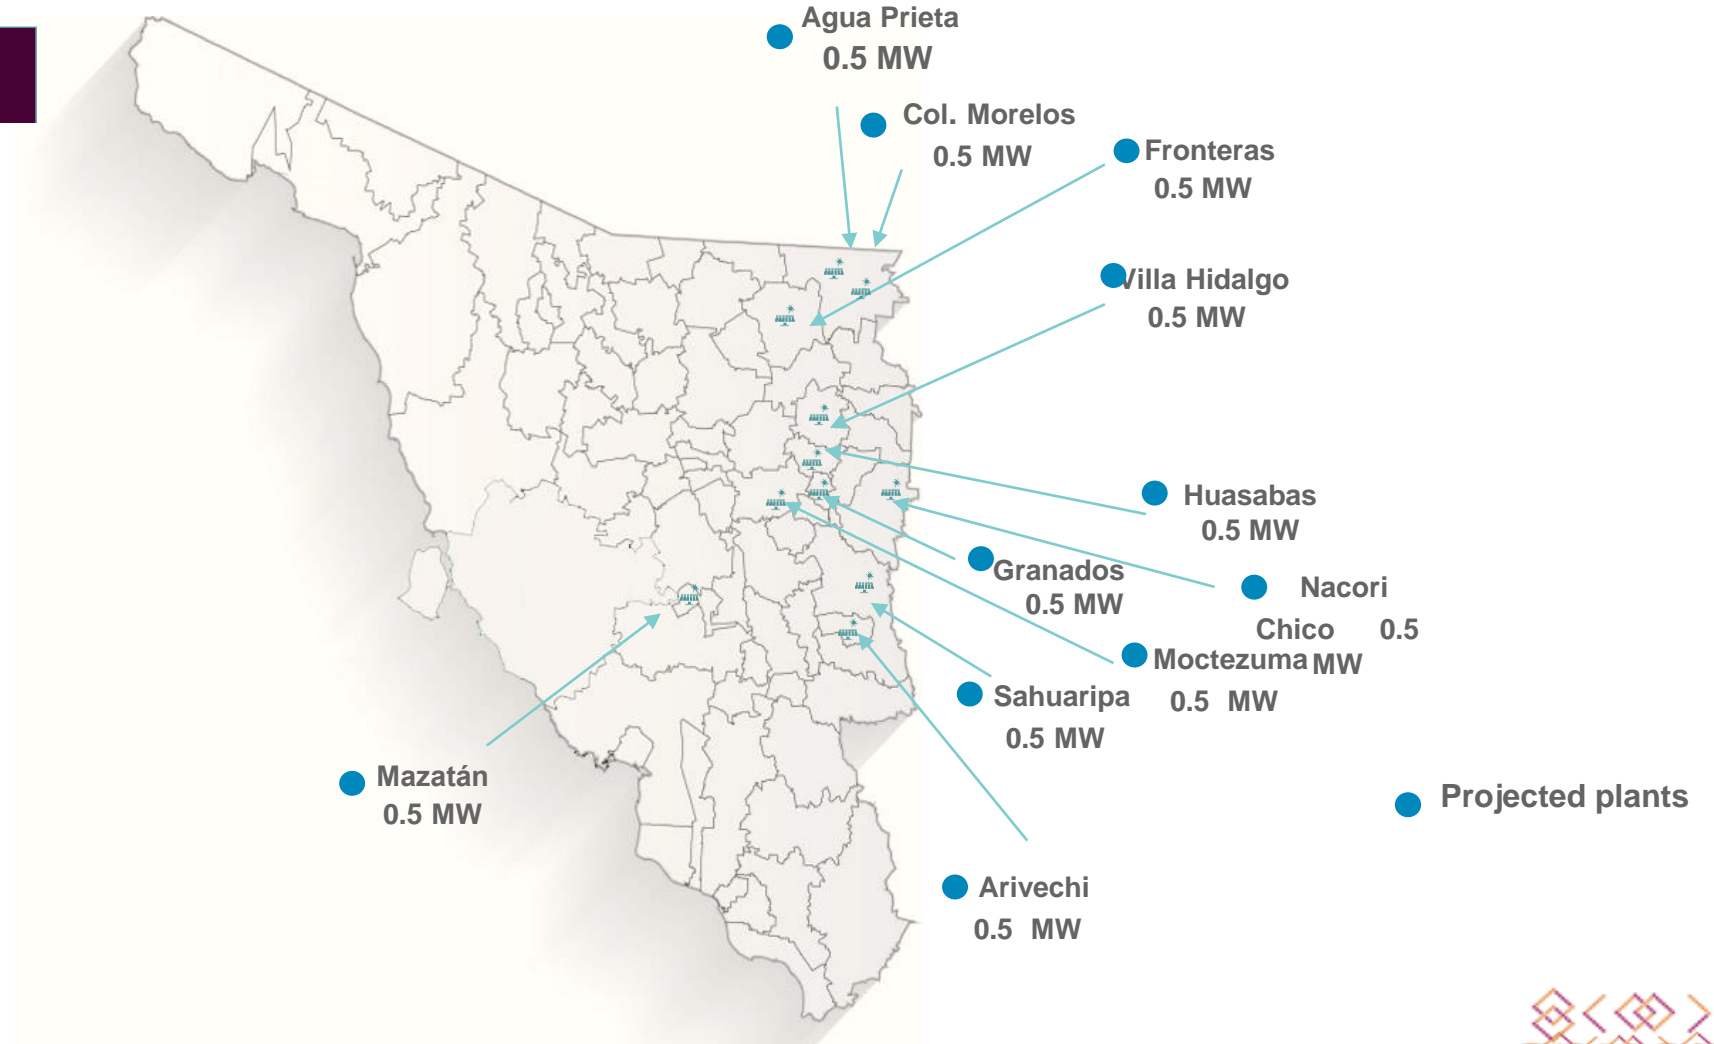 Agua Prieta
0.5 MW
Col. Morelos
0.5 MW
Fronteras
0.5 MW
Villa Hidalgo
0.5 MW
Huasabas
0.5 MW
Granados
0.5 MW
Nacori
Chico 0.5
MW
Moctezuma
0.5 MW
Sahuaripa
0.5 MW
Mazatán
0.5 MW
Projected plants
Arivechi
0.5 MW